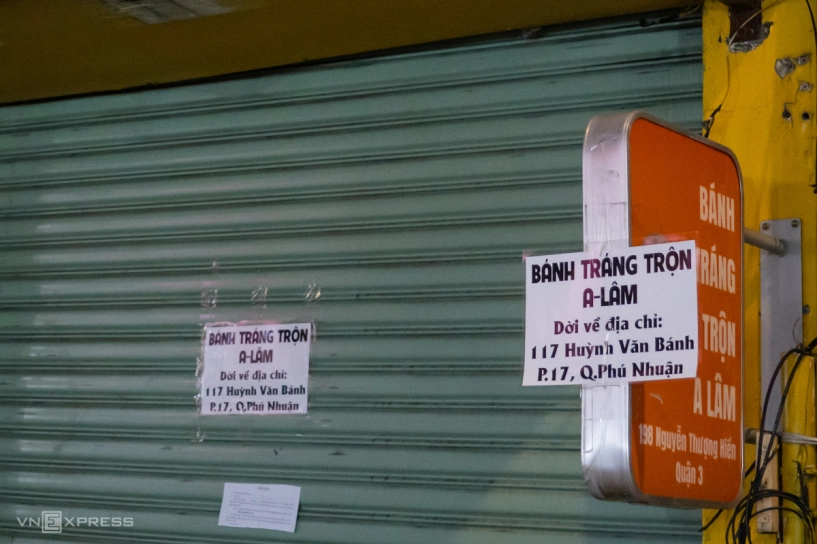 BÁNH TRÁNG TRỘN
A-LÂM
Dời về địa chỉ:
117 Huỳnh Văn Bánh
P.17, Q.Phú Nhuận
BÁNH TRÁNG TRỘN
A-LÂM
Dời về địa chỉ:
117 Huỳnh Văn Bánh
P.17, Q.Phú Nhuận
BÁNH
TRÁNG
TRỘN
A LÂM
198 Nguyễn Thượng Hiền
Quận 3
VNEXPRESS